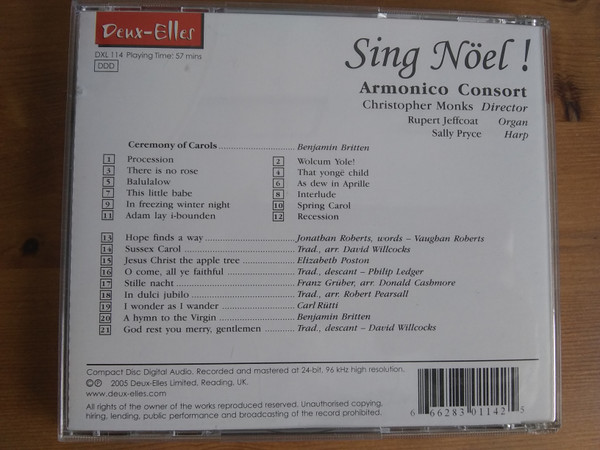 Deux-Elles
DXL 114 Playing Time: 57 mins
DDD
Sing Nöel !
Armonico Consort
Christopher Monks Director
Rupert Jeffcoat Organ
Sally Pryce Harp
Ceremony of Carols ........ Benjamin Britten
1 Procession
2 Wolcum Yole!
3 There is no rose
4 That yongë child
5 Balulalow
6 As dew in Aprille
7 This little babe
8 Interlude
9 In freezing winter night
10 Spring Carol
11 Adam lay i-bounden
12 Recession
13 Hope finds a way ........ Jonathan Roberts, words – Vaughan Roberts
14 Sussex Carol ........ Trad., arr. David Willcocks
15 Jesus Christ the apple tree ........ Elizabeth Poston
16 O come, all ye faithful ........ Trad., descant – Philip Ledger
17 Stille nacht ........ Franz Grüber, arr. Donald Cashmore
18 In dulci jubilo ........ Trad., arr. Robert Pearsall
19 I wonder as I wander ........ Carl Rütti
20 A hymn to the Virgin ........ Benjamin Britten
21 God rest you merry, gentlemen ........ Trad., descant – David Willcocks
Compact Disc Digital Audio. Recorded and mastered at 24-bit, 96 kHz high resolution.
©℗ 2005 Deux-Elles Limited, Reading, UK.
www.deux-elles.com
All rights of the owner of the works reproduced reserved. Unauthorised copying,
hiring, lending, public performance and broadcasting of the record prohibited.
6 66283 01142 5